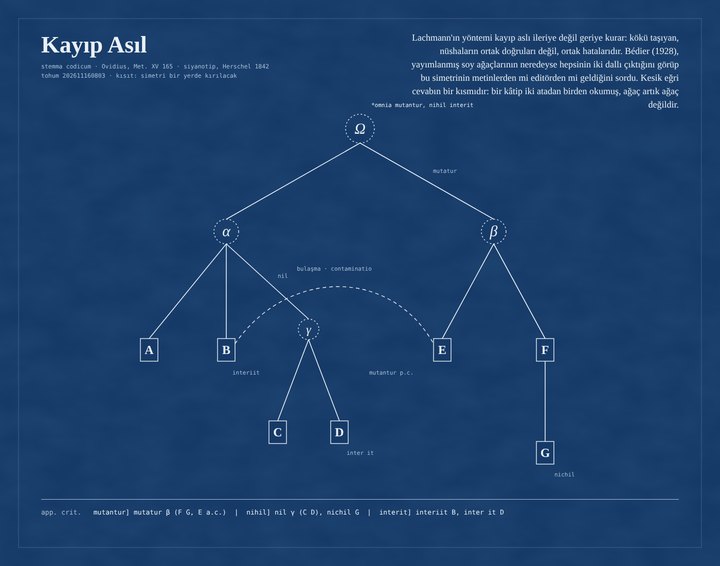 Kayıp Asıl
stemma codicum · Ovidius, Met. XV 165 · siyanotip, Herschel 1842
tohum 202611160803 · kısıt: simetri bir yerde kırılacak
Lachmann'ın yöntemi kayıp aslı ileriye değil geriye kurar: kökü taşıyan,
nüshaların ortak doğruları değil, ortak hatalarıdır. Bédier (1928),
yayımlanmış soy ağaçlarının neredeyse hepsinin iki dallı çıktığını görüp
bu simetrinin metinlerden mi editörden mi geldiğini sordu. Kesik eğri
cevabın bir kısmıdır: bir kâtip iki atadan birden okumuş, ağaç artık ağaç
değildir.
*omnia mutantur, nihil interit
Ω
mutatur
α
β
bulaşma · contaminatio
nil
γ
A
B
E
F
interiit
mutantur p.c.
C
D
inter it
G
nichil
app. crit. mutantur] mutatur β (F G, E a.c.) | nihil] nil γ (C D), nichil G | interit] interiit B, inter it D